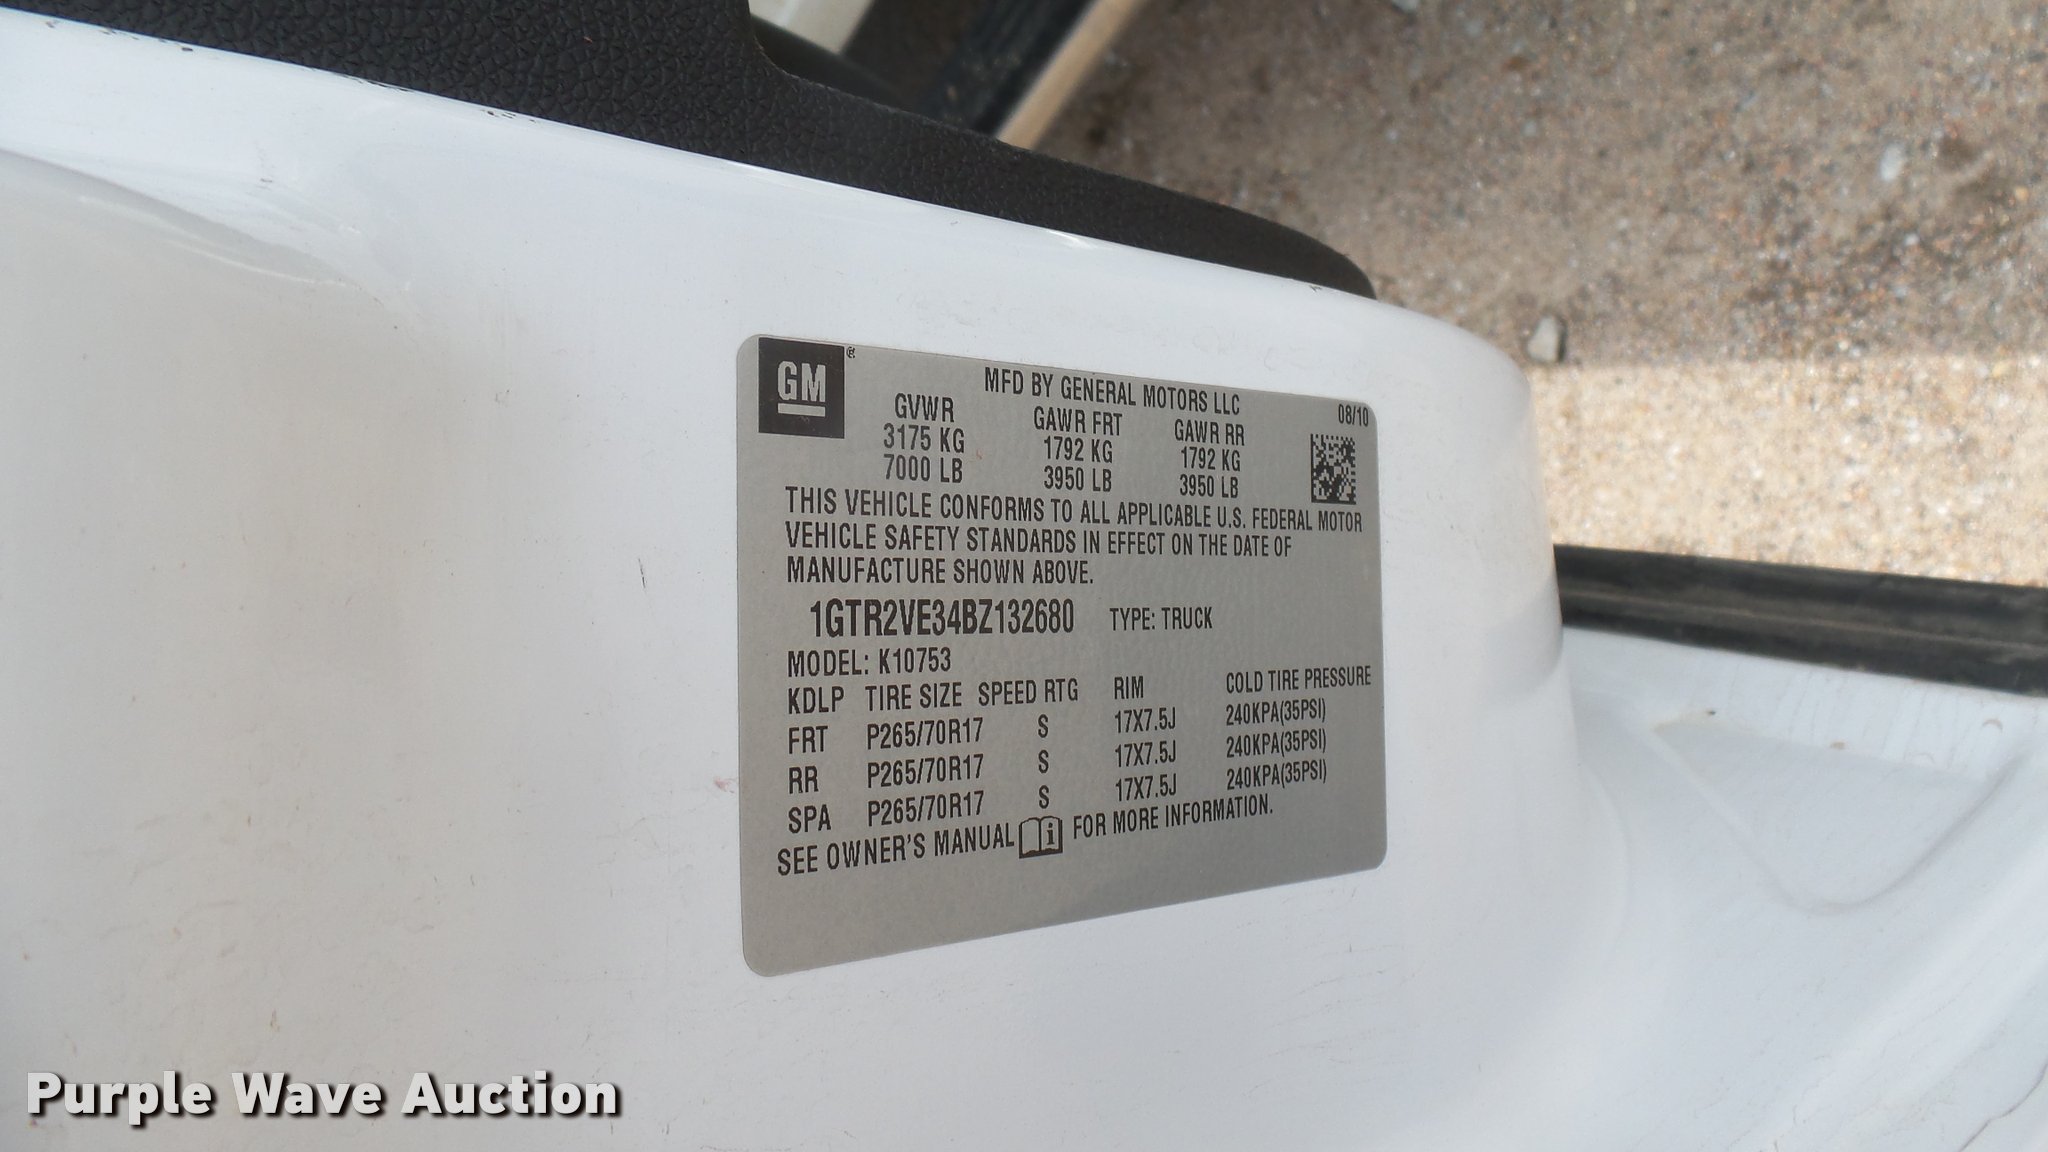 GM
MFD BY GENERAL MOTORS LLC
08/10
GVWR GAWR FRT GAWR RR
3175 KG 1792 KG 1792 KG
7000 LB 3950 LB 3950 LB
THIS VEHICLE CONFORMS TO ALL APPLICABLE U.S. FEDERAL MOTOR
VEHICLE SAFETY STANDARDS IN EFFECT ON THE DATE OF
MANUFACTURE SHOWN ABOVE.
1GTR2VE34BZ132680 TYPE: TRUCK
MODEL: K10753
KDLP TIRE SIZE SPEED RTG RIM COLD TIRE PRESSURE
FRT P265/70R17 S 17X7.5J 240KPA(35PSI)
RR P265/70R17 S 17X7.5J 240KPA(35PSI)
SPA P265/70R17 S 17X7.5J 240KPA(35PSI)
SEE OWNER'S MANUAL i FOR MORE INFORMATION.
Purple Wave Auction